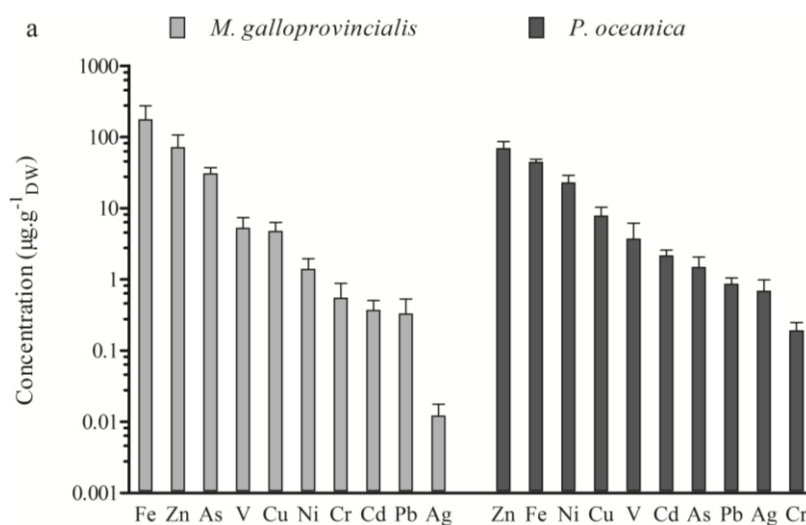 a M. galloprovincialis P. oceanica
Concentration (µg.g⁻¹DW)
1000
100
10
1
0.1
0.01
0.001
Fe Zn As V Cu Ni Cr Cd Pb Ag Zn Fe Ni Cu V Cd As Pb Ag Cr